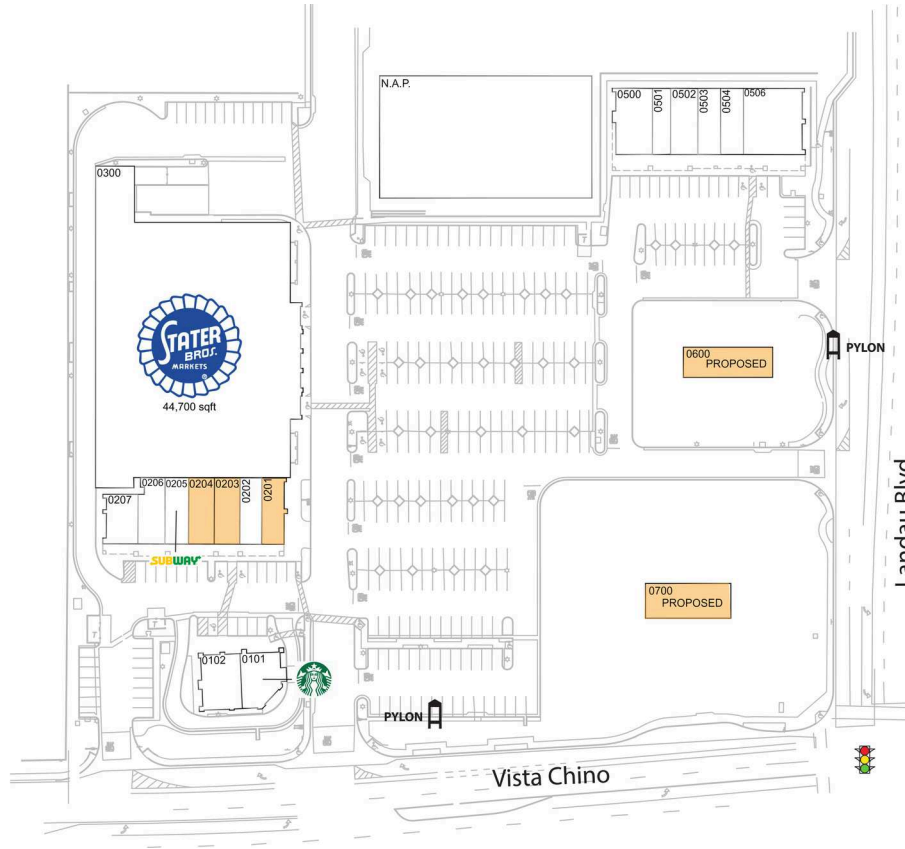 N.A.P.
0500
0501
0502
0503
0504
0506
0300
STATER
BROS.
MARKETS
44,700 sqft
0600
PROPOSED
PYLON
0207
0206
0205
0204
0203
0202
0201
SUBWAY
0700
PROPOSED
Landau Blvd
0102
0101
PYLON
Vista Chino